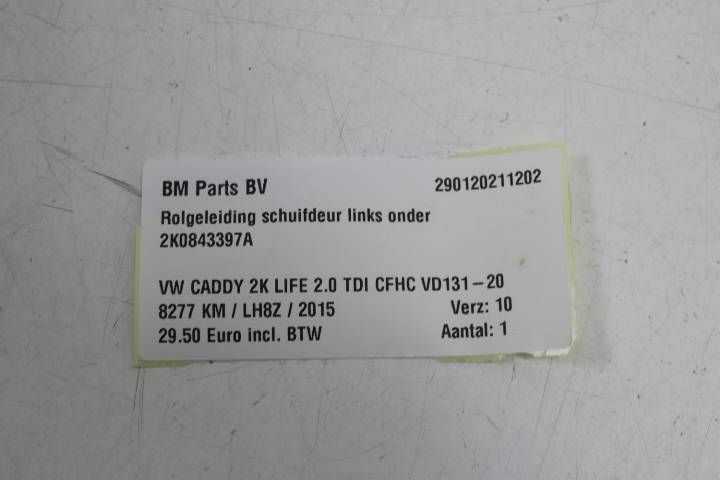 BM Parts BV 290120211202
Rolgeleiding schuifdeur links onder
2K0843397A
VW CADDY 2K LIFE 2.0 TDI CFHC VD131-20
8277 KM / LH8Z / 2015 Verz: 10
29.50 Euro incl. BTW Aantal: 1